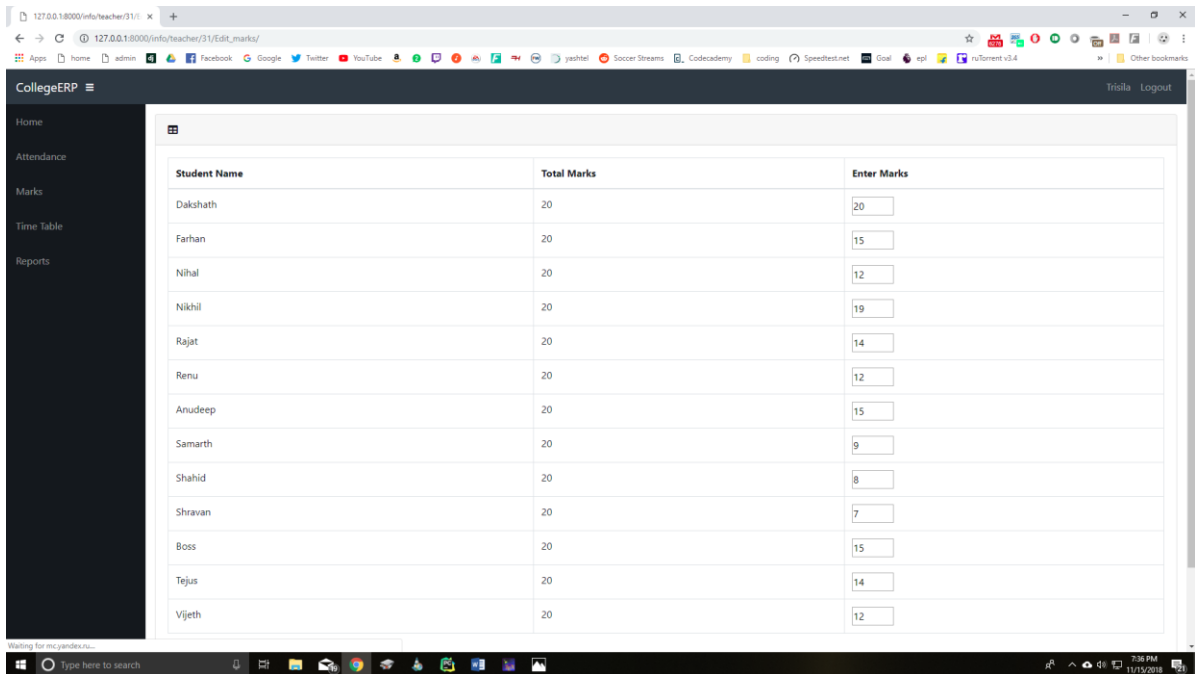 127.0.0.1:8000/info/teacher/31/E
127.0.0.1:8000/info/teacher/31/Edit_marks/
Apps home admin dj Facebook Google Twitter YouTube yashtel Soccer Streams Codecademy coding Speedtest.net Goal epl ruTorrent v3.4 » Other bookmarks
CollegeERP Trisila Logout
Home
Attendance
Marks
Time Table
Reports
Student Name Total Marks Enter Marks
Dakshath 20 20
Farhan 20 15
Nihal 20 12
Nikhil 20 19
Rajat 20 14
Renu 20 12
Anudeep 20 15
Samarth 20 9
Shahid 20 8
Shravan 20 7
Boss 20 15
Tejus 20 14
Vijeth 20 12
Waiting for mc.yandex.ru...
Type here to search
7:36 PM
11/15/2018